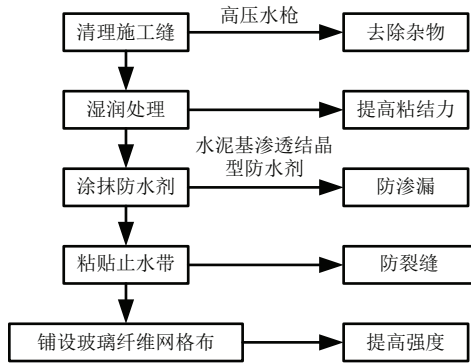 清理施工缝
高压水枪
去除杂物
湿润处理
提高粘结力
水泥基渗透结晶
型防水剂
涂抹防水剂
防渗漏
粘贴止水带
防裂缝
铺设玻璃纤维网格布
提高强度